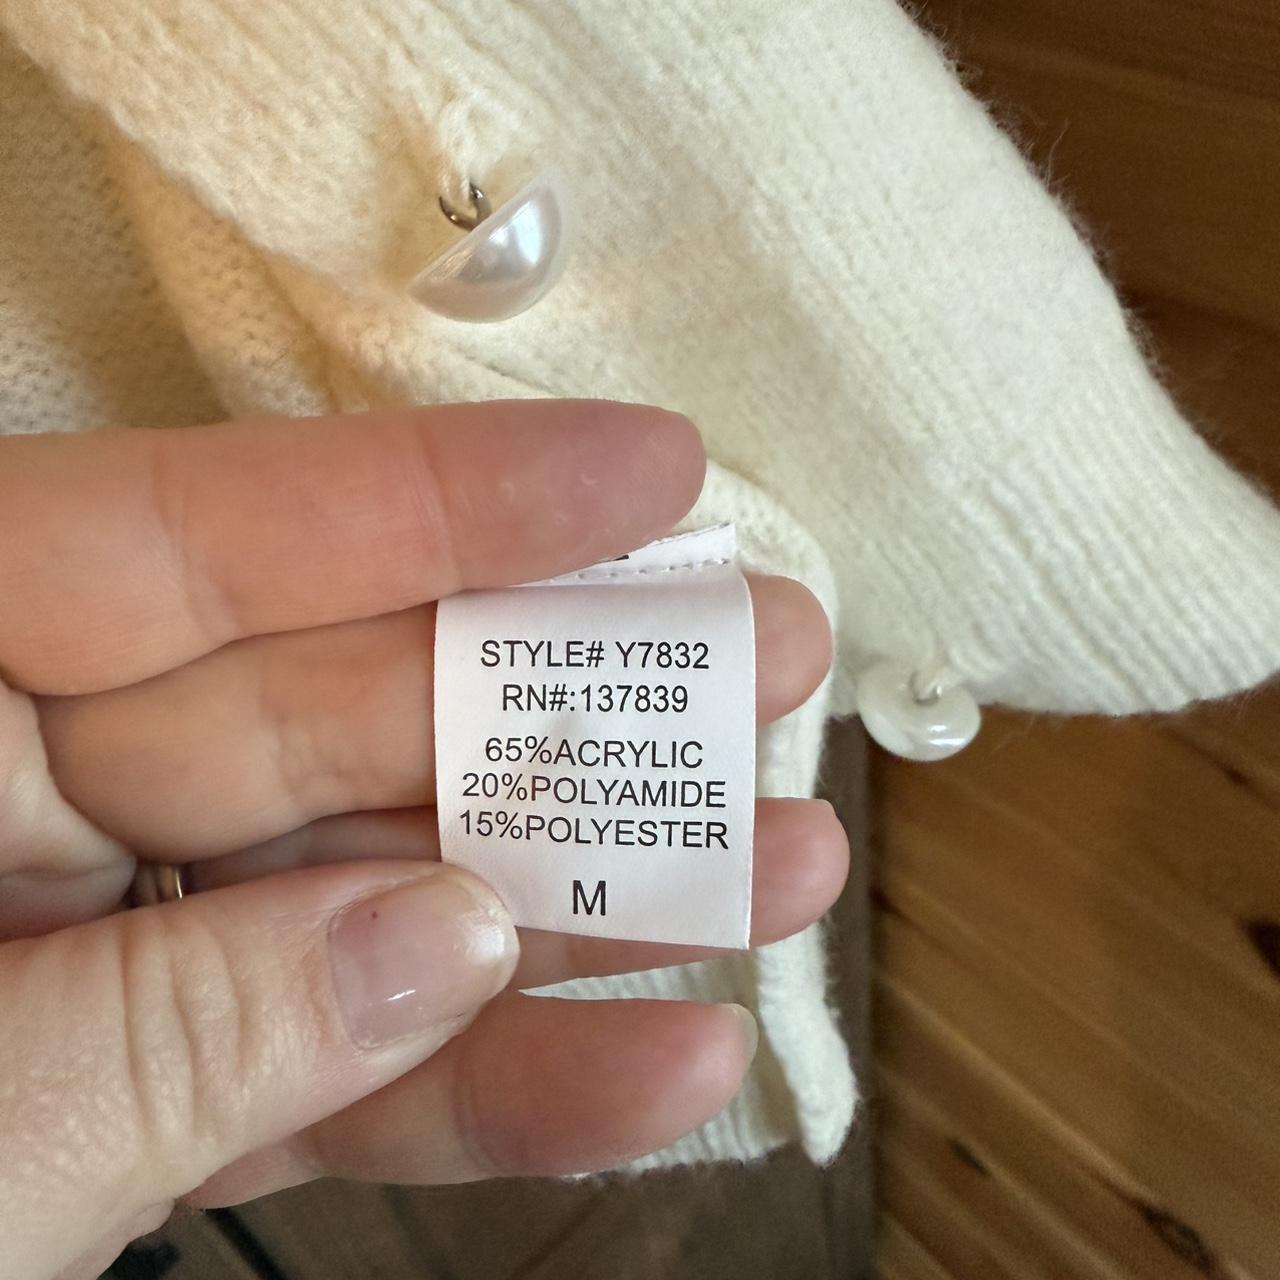 STYLE# Y7832
RN#:137839
65%ACRYLIC
20%POLYAMIDE
15%POLYESTER
M